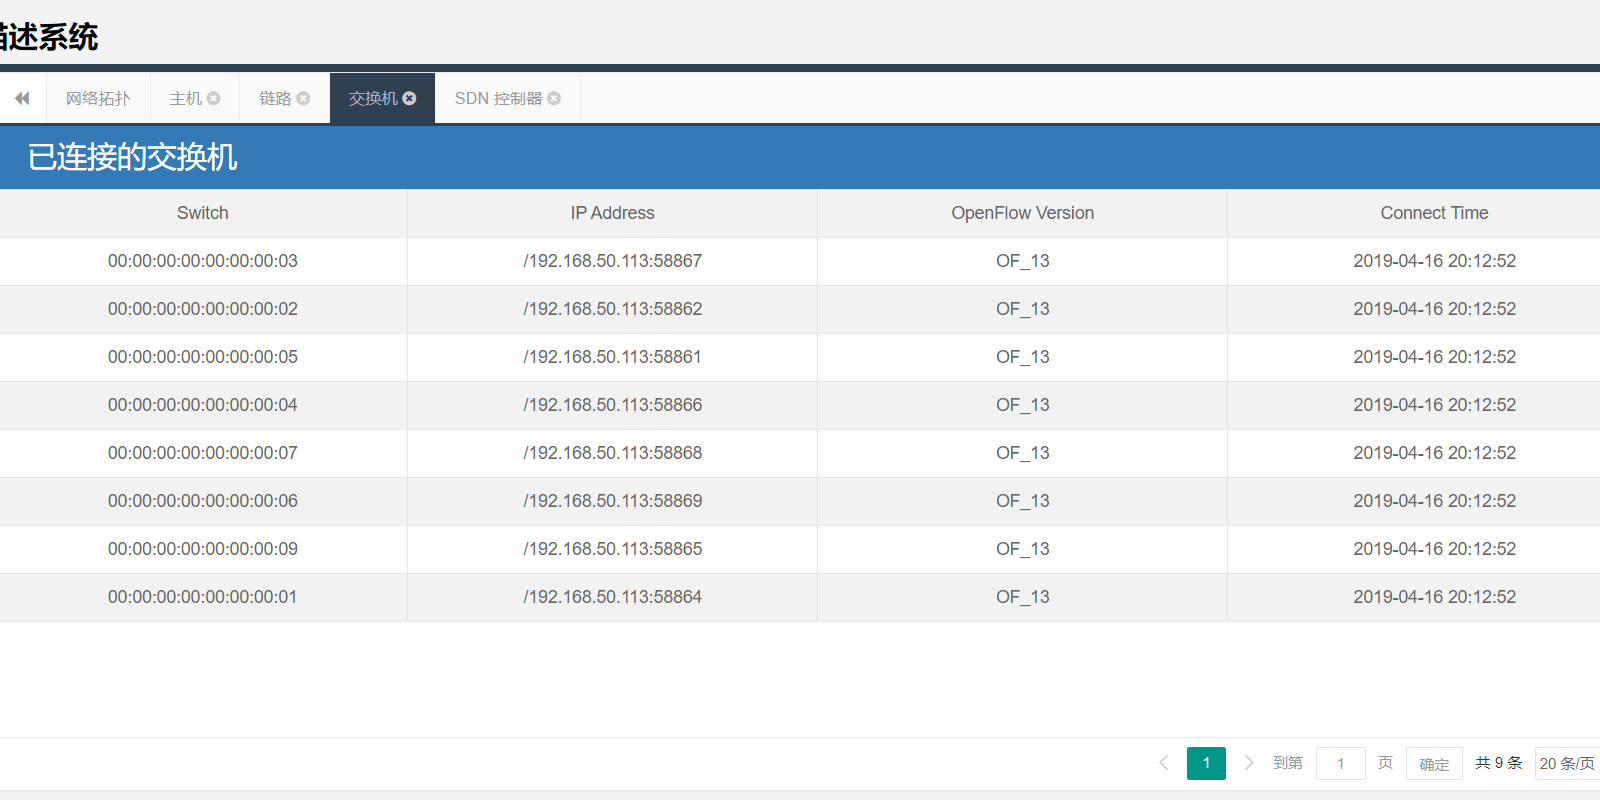 描述系统
网络拓扑 主机 链路 交换机 SDN 控制器
已连接的交换机
Switch IP Address OpenFlow Version Connect Time
00:00:00:00:00:00:00:03 /192.168.50.113:58867 OF_13 2019-04-16 20:12:52
00:00:00:00:00:00:00:02 /192.168.50.113:58862 OF_13 2019-04-16 20:12:52
00:00:00:00:00:00:00:05 /192.168.50.113:58861 OF_13 2019-04-16 20:12:52
00:00:00:00:00:00:00:04 /192.168.50.113:58866 OF_13 2019-04-16 20:12:52
00:00:00:00:00:00:00:07 /192.168.50.113:58868 OF_13 2019-04-16 20:12:52
00:00:00:00:00:00:00:06 /192.168.50.113:58869 OF_13 2019-04-16 20:12:52
00:00:00:00:00:00:00:09 /192.168.50.113:58865 OF_13 2019-04-16 20:12:52
00:00:00:00:00:00:00:01 /192.168.50.113:58864 OF_13 2019-04-16 20:12:52
1 到第 1 页 确定 共 9 条 20 条/页